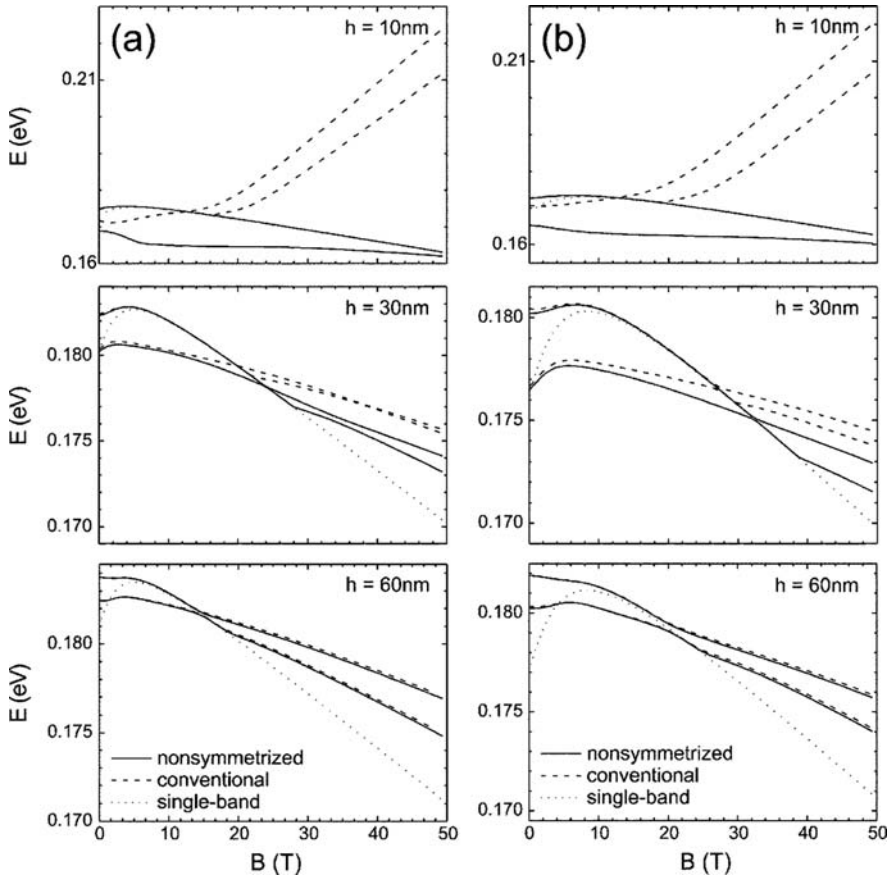 (a)
h = 10nm
0.21
E (eV)
0.16
(b)
h = 10nm
0.21
E (eV)
0.16
h = 30nm
0.180
E (eV)
0.175
0.170
h = 30nm
0.180
E (eV)
0.175
0.170
h = 60nm
0.180
E (eV)
0.175
nonsymmetrized
conventional
single-band
0.170
0 10 20 30 40 50
B (T)
h = 60nm
0.180
E (eV)
0.175
nonsymmetrized
conventional
single-band
0.170
0 10 20 30 40 50
B (T)